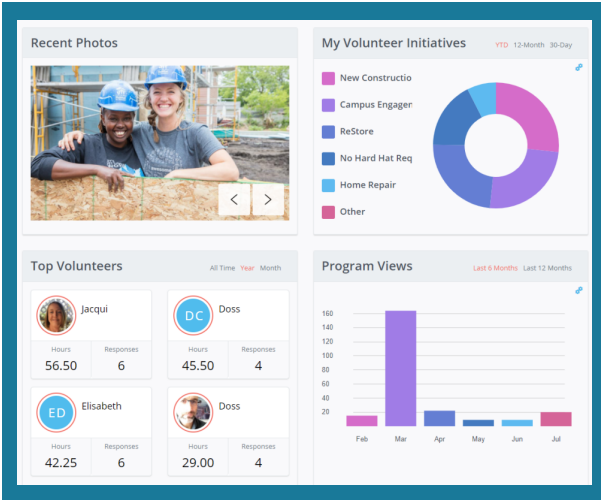 Recent Photos
My Volunteer Initiatives
YTD 12-Month 30-Day
New Constructio
Campus Engager
ReStore
No Hard Hat Req
Home Repair
Other
Top Volunteers
All Time Year Month
Jacqui
Hours Responses
56.50 6
DC Doss
Hours Responses
45.50 4
ED Elisabeth
Hours Responses
42.25 6
Doss
Hours Responses
29.00 4
Program Views
Last 6 Months Last 12 Months
160
140
120
100
80
60
40
20
Feb Mar Apr May Jun Jul